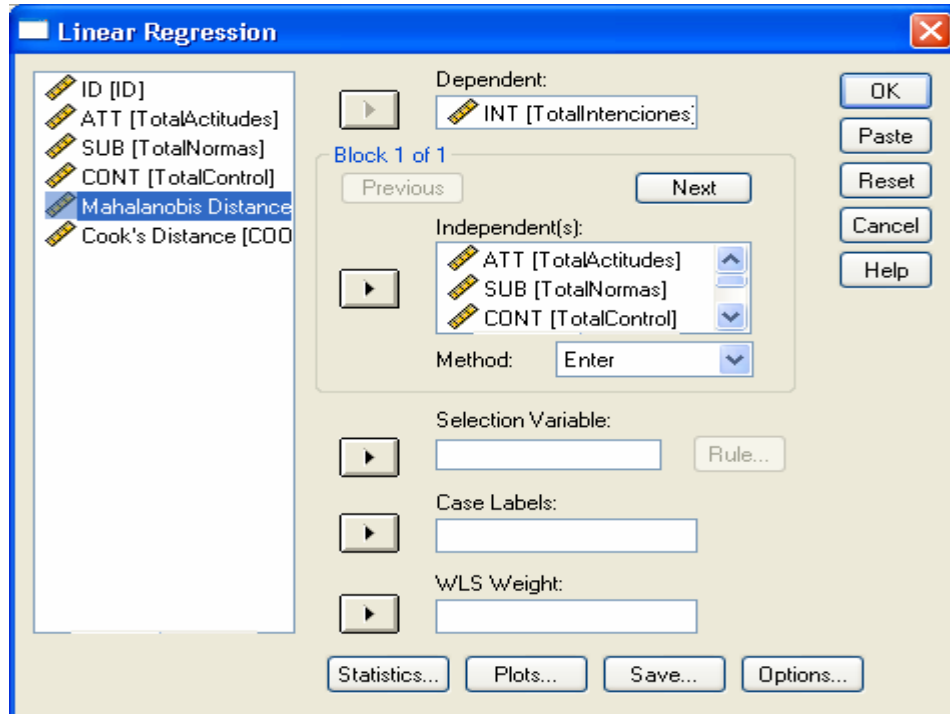 Linear Regression
ID [ID]
ATT [TotalActitudes]
SUB [TotalNormas]
CONT [TotalControl]
Mahalanobis Distance
Cook's Distance [COO
Dependent:
INT [TotalIntenciones]
Block 1 of 1
Previous
Next
Independent(s):
ATT [TotalActitudes]
SUB [TotalNormas]
CONT [TotalControl]
Method:
Enter
Selection Variable:
Rule...
Case Labels:
WLS Weight:
Statistics...
Plots...
Save...
Options...
OK
Paste
Reset
Cancel
Help